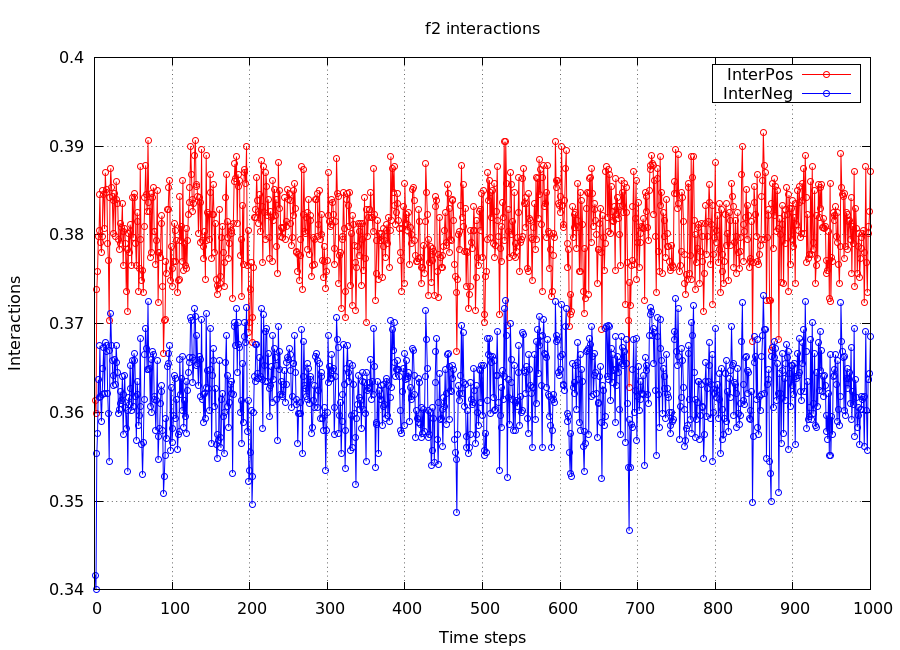 f2 interactions
InterPos
InterNeg
Interactions
0.4
0.39
0.38
0.37
0.36
0.35
0.34
0 100 200 300 400 500 600 700 800 900 1000
Time steps